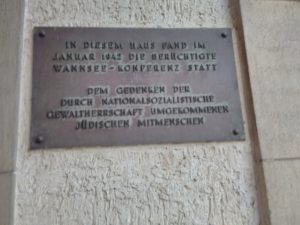 IN DIESEM HAUS FAND IM
JANUAR 1942 DIE BERÜCHTIGTE
WANNSEE-KONFERENZ STATT
DEM GEDENKEN DER
DURCH NATIONALSOZIALISTISCHE
GEWALTHERRSCHAFT UMGEKOMMENEN
JÜDISCHEN MITMENSCHEN